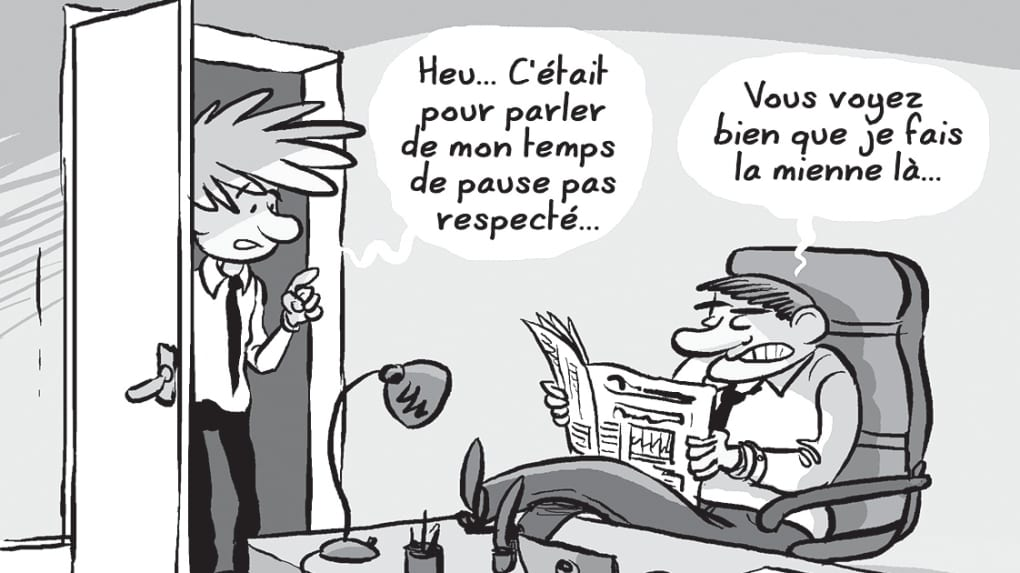 Heu... C'était
pour parler
de mon temps
de pause pas
respecté...
Vous voyez
bien que je fais
la mienne là...